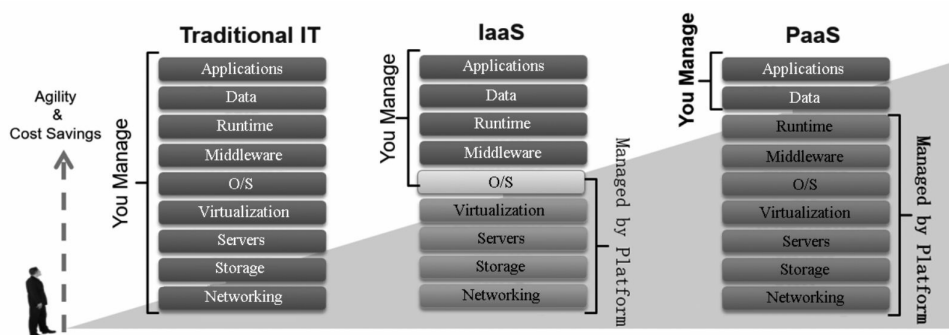 Agility
&
Cost Savings
Traditional IT
You Manage
Applications
Data
Runtime
Middleware
O/S
Virtualization
Servers
Storage
Networking
IaaS
You Manage
Applications
Data
Runtime
Middleware
O/S
Virtualization
Servers
Storage
Networking
Managed by Platform
PaaS
You Manage
Applications
Data
Runtime
Middleware
O/S
Virtualization
Servers
Storage
Networking
Managed by Platform